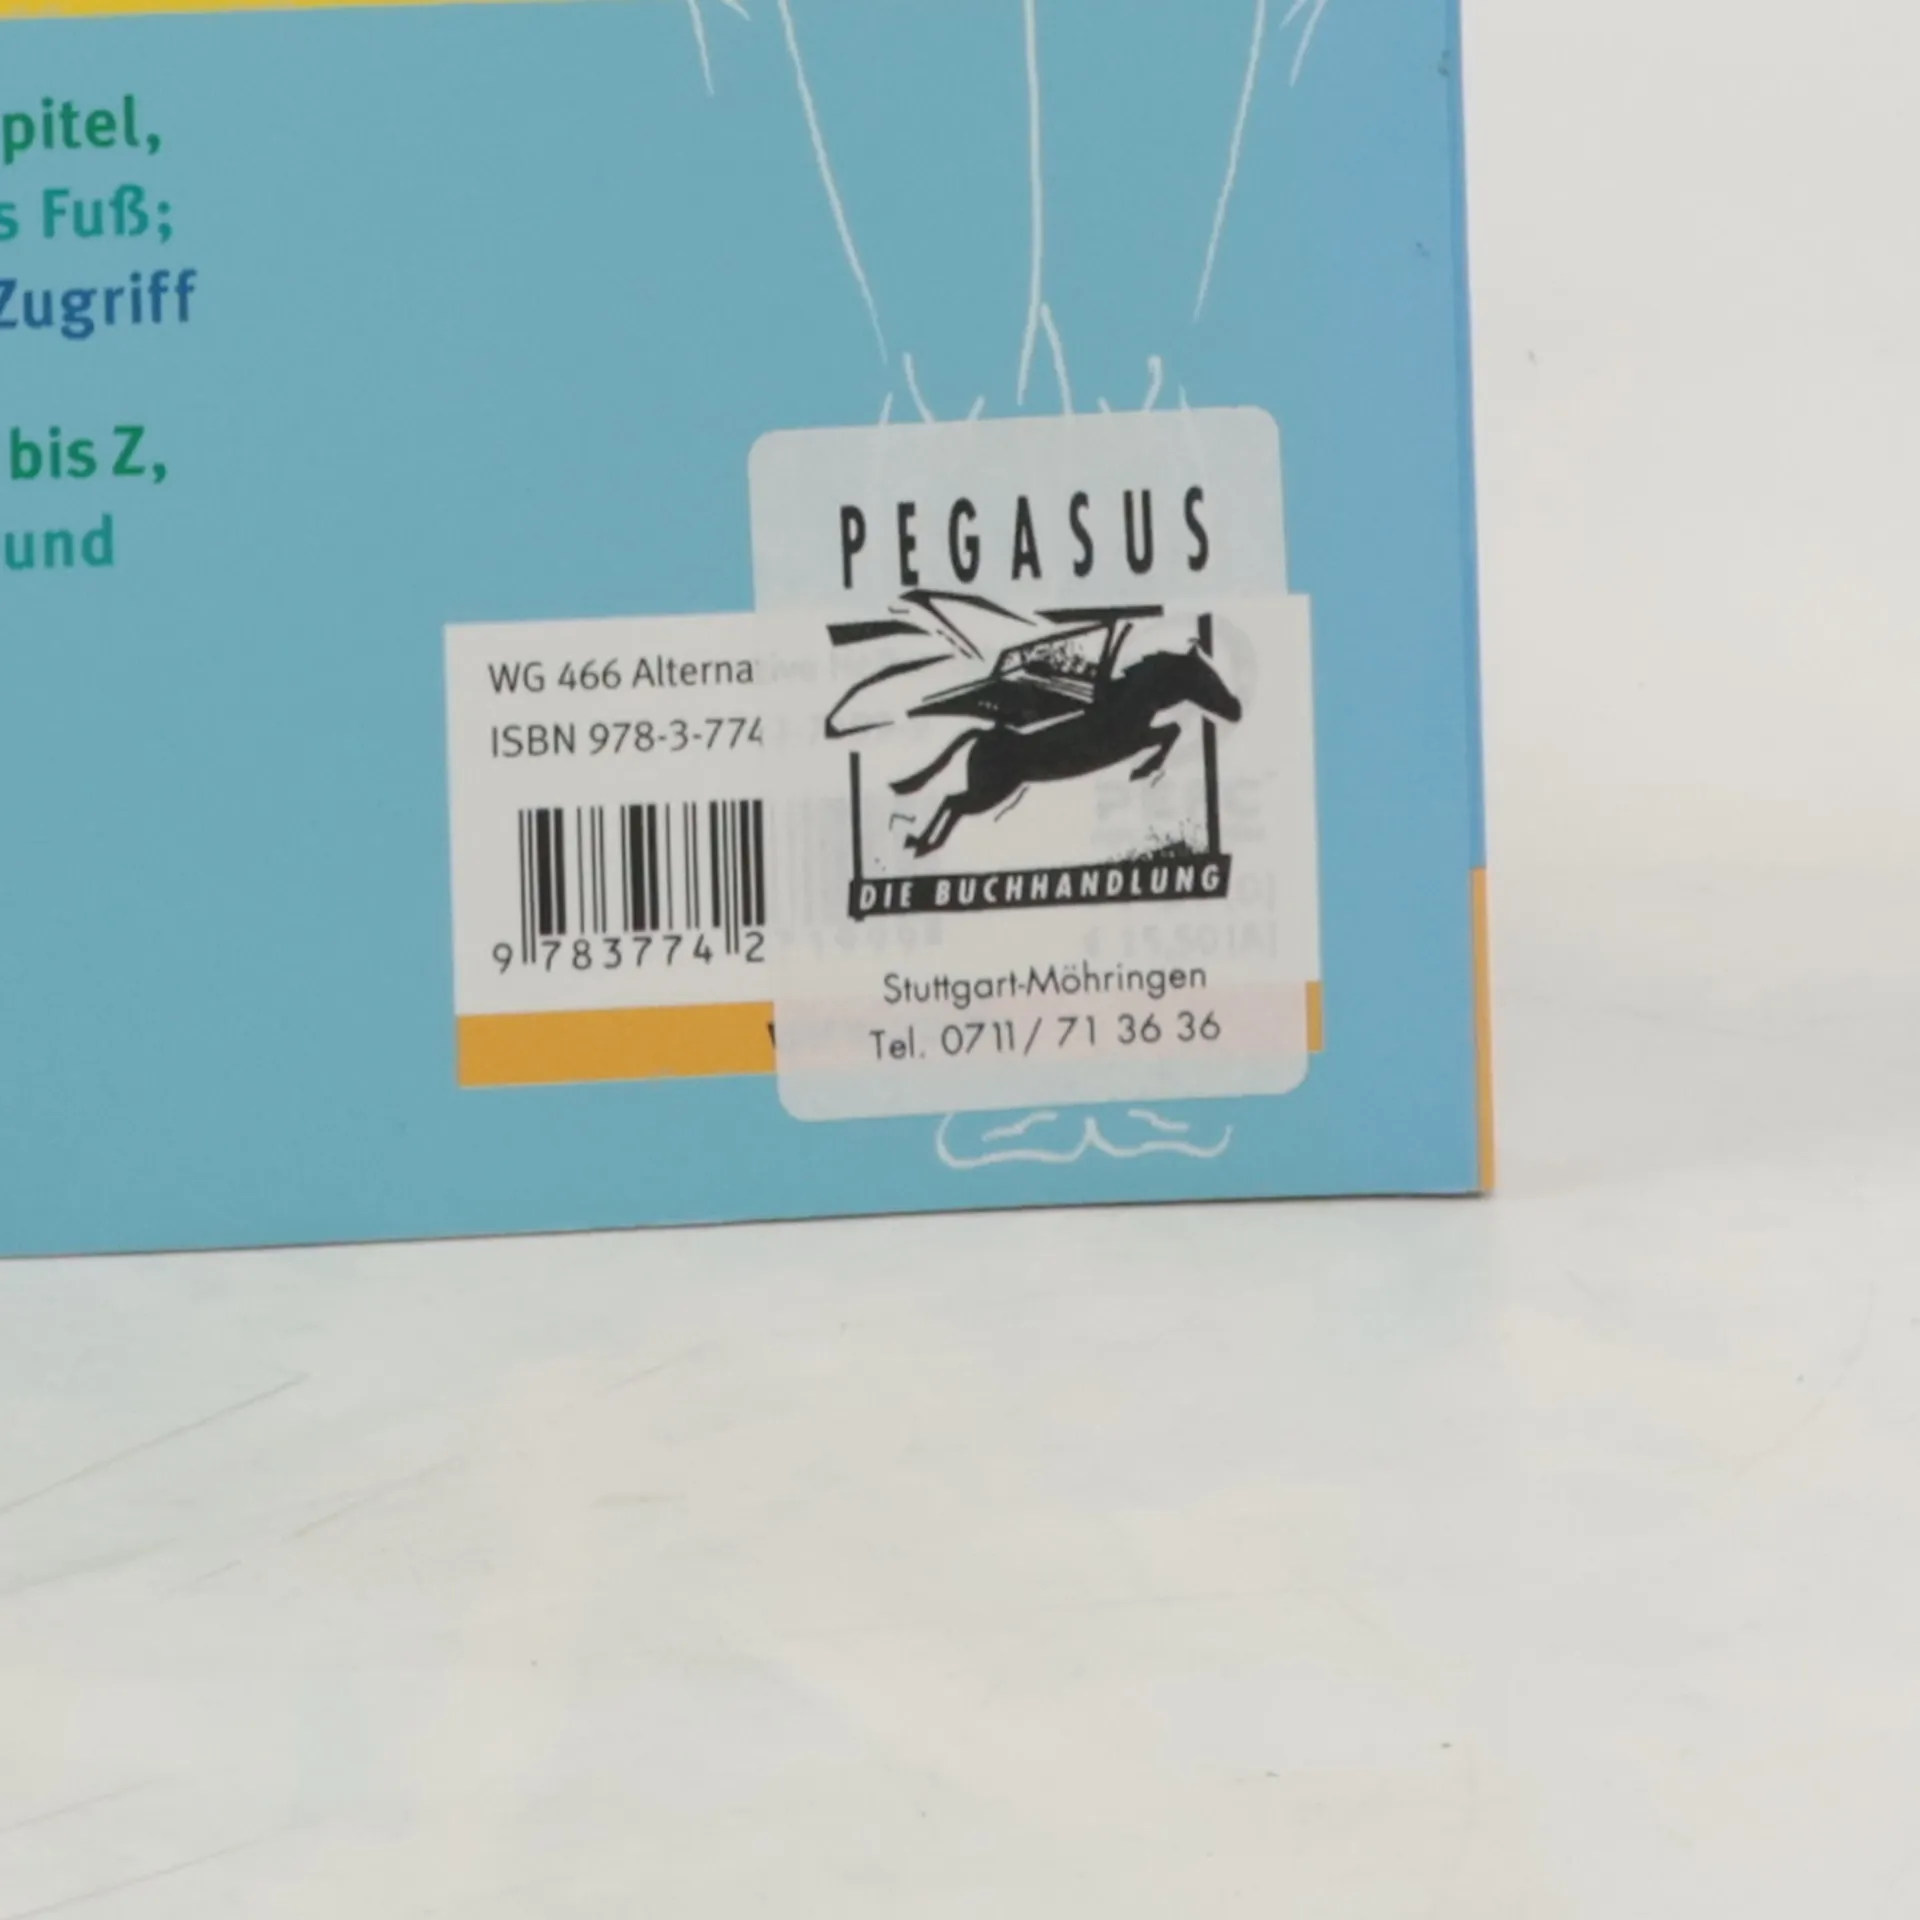 pitel,
s Fuß;
Zugriff
bis Z,
und
PEGASUS
WG 466 Alterna
ISBN 978-3-774
9 783774 2
DIE BUCHHANDLUNG
Stuttgart-Möhringen
Tel. 0711/ 71 36 36